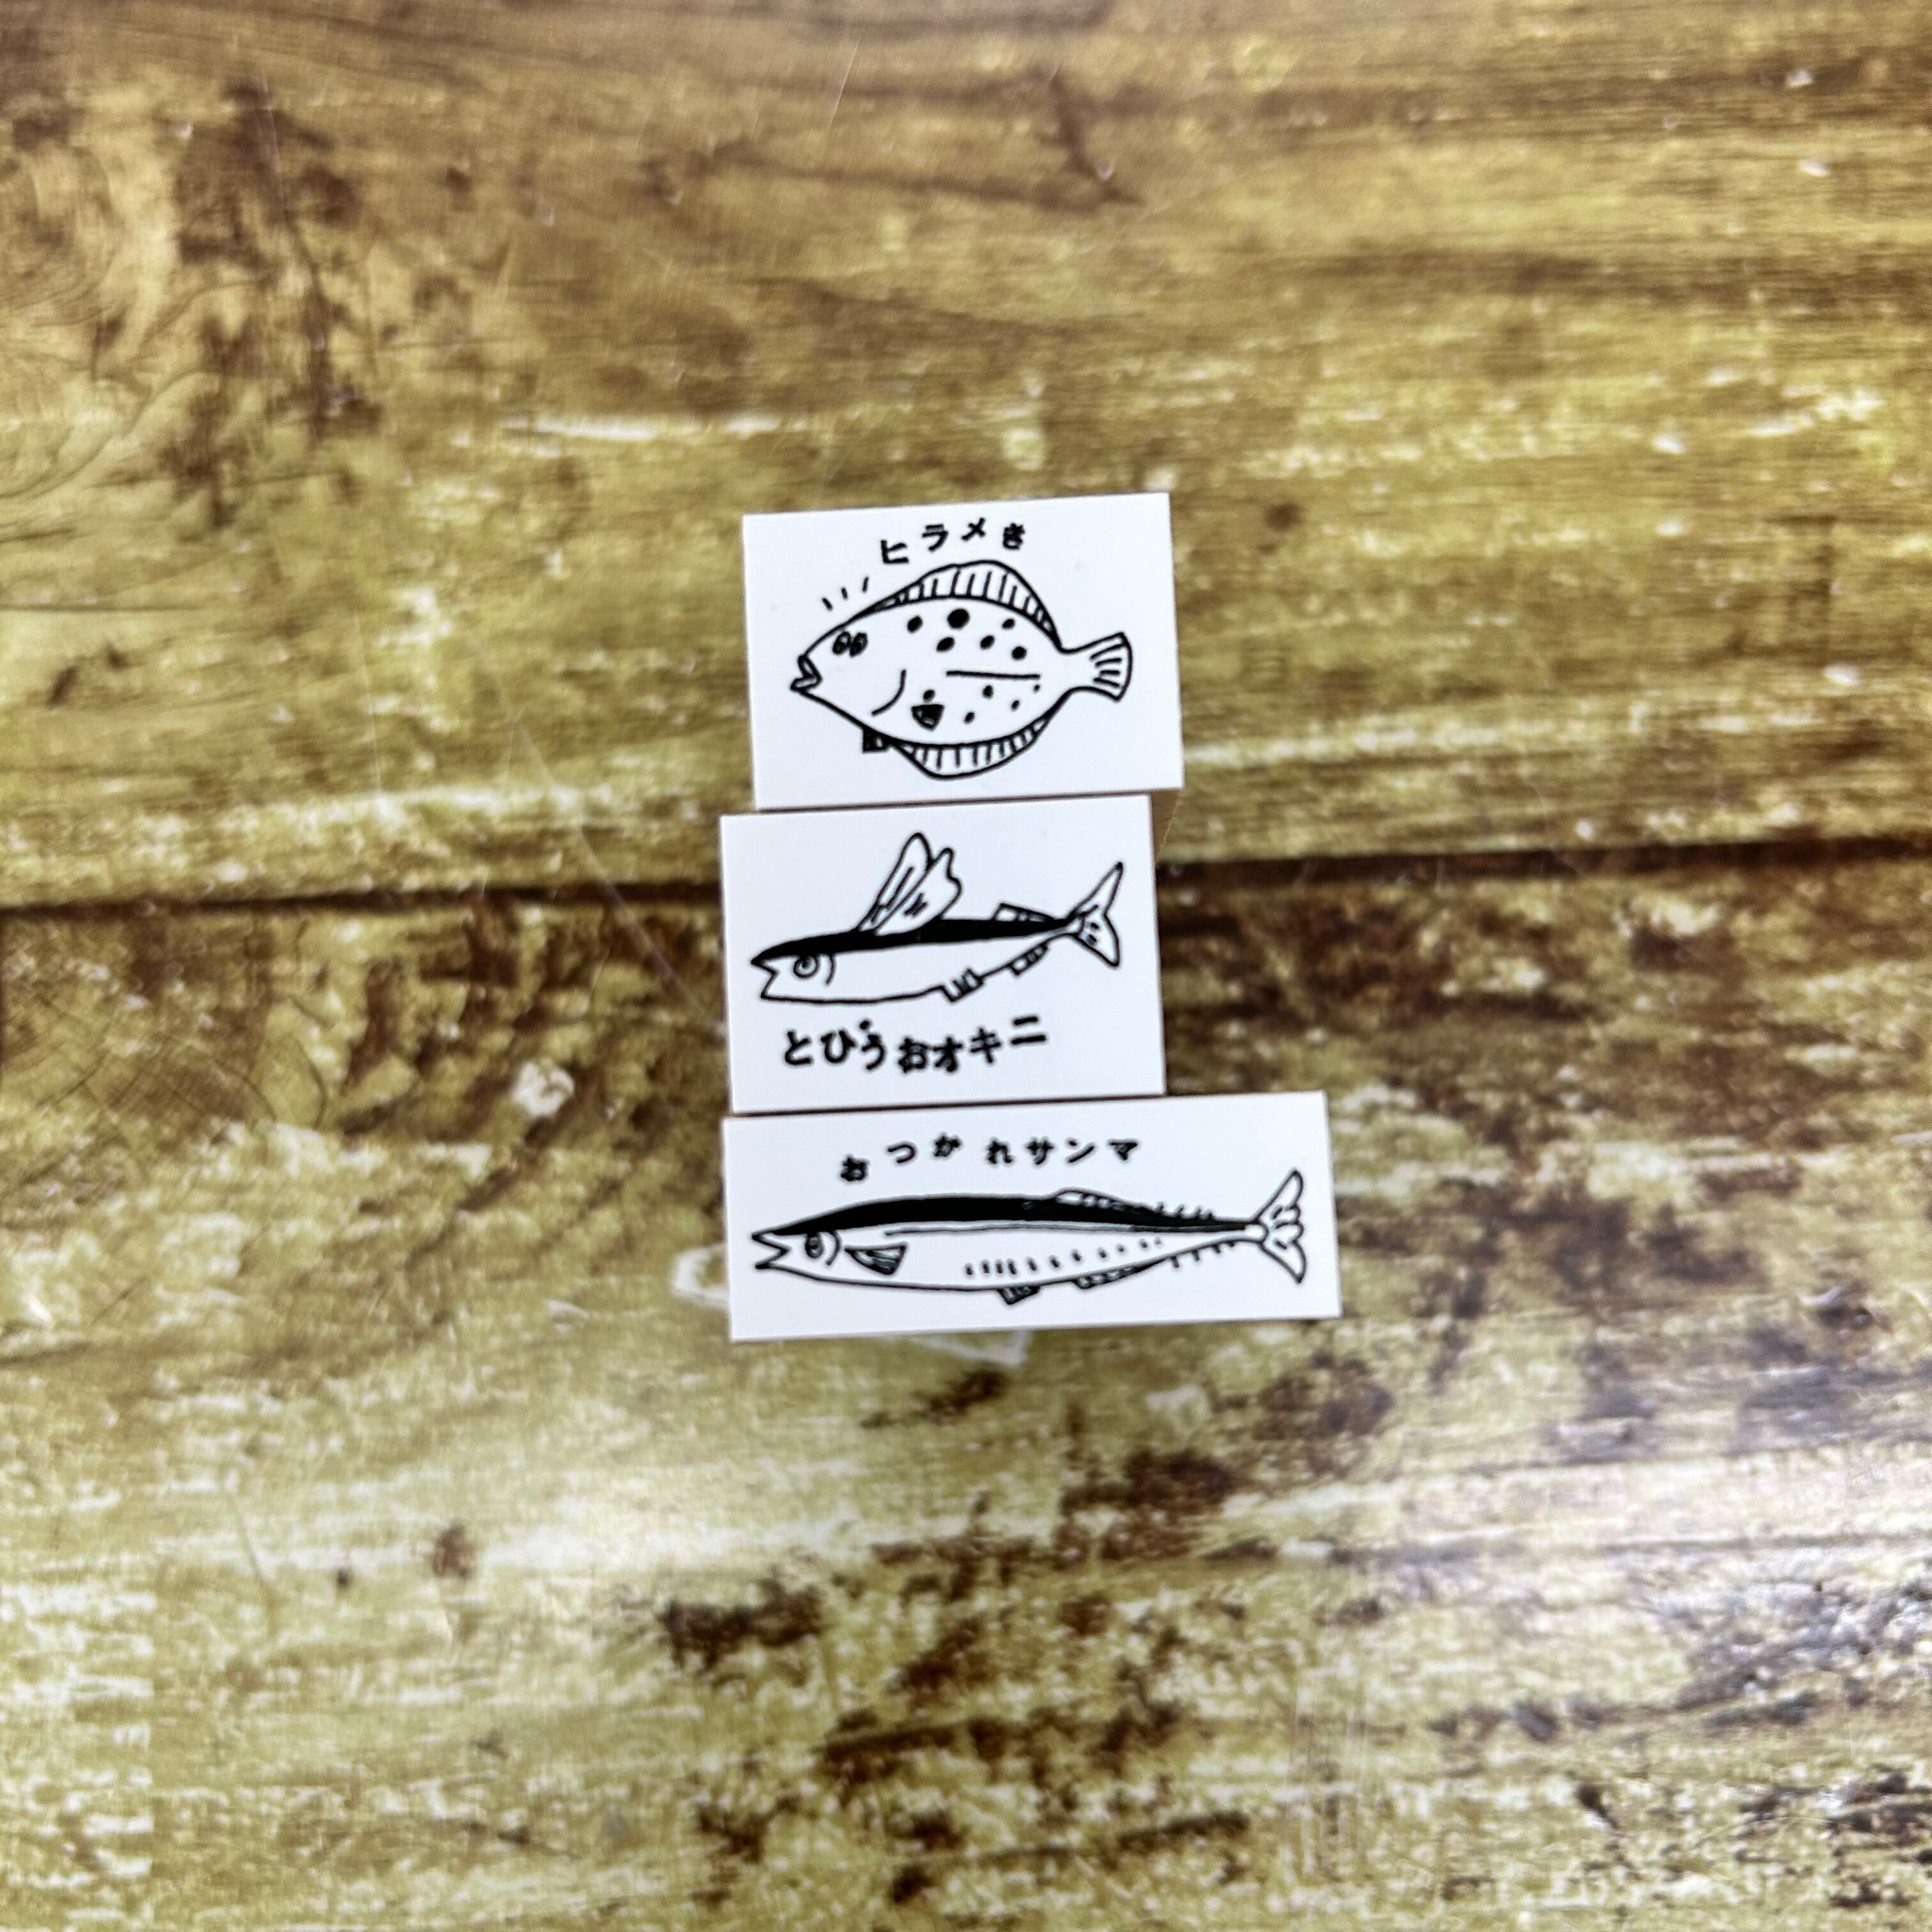 ヒラメき
とびうおオキニ
おつかれサンマ